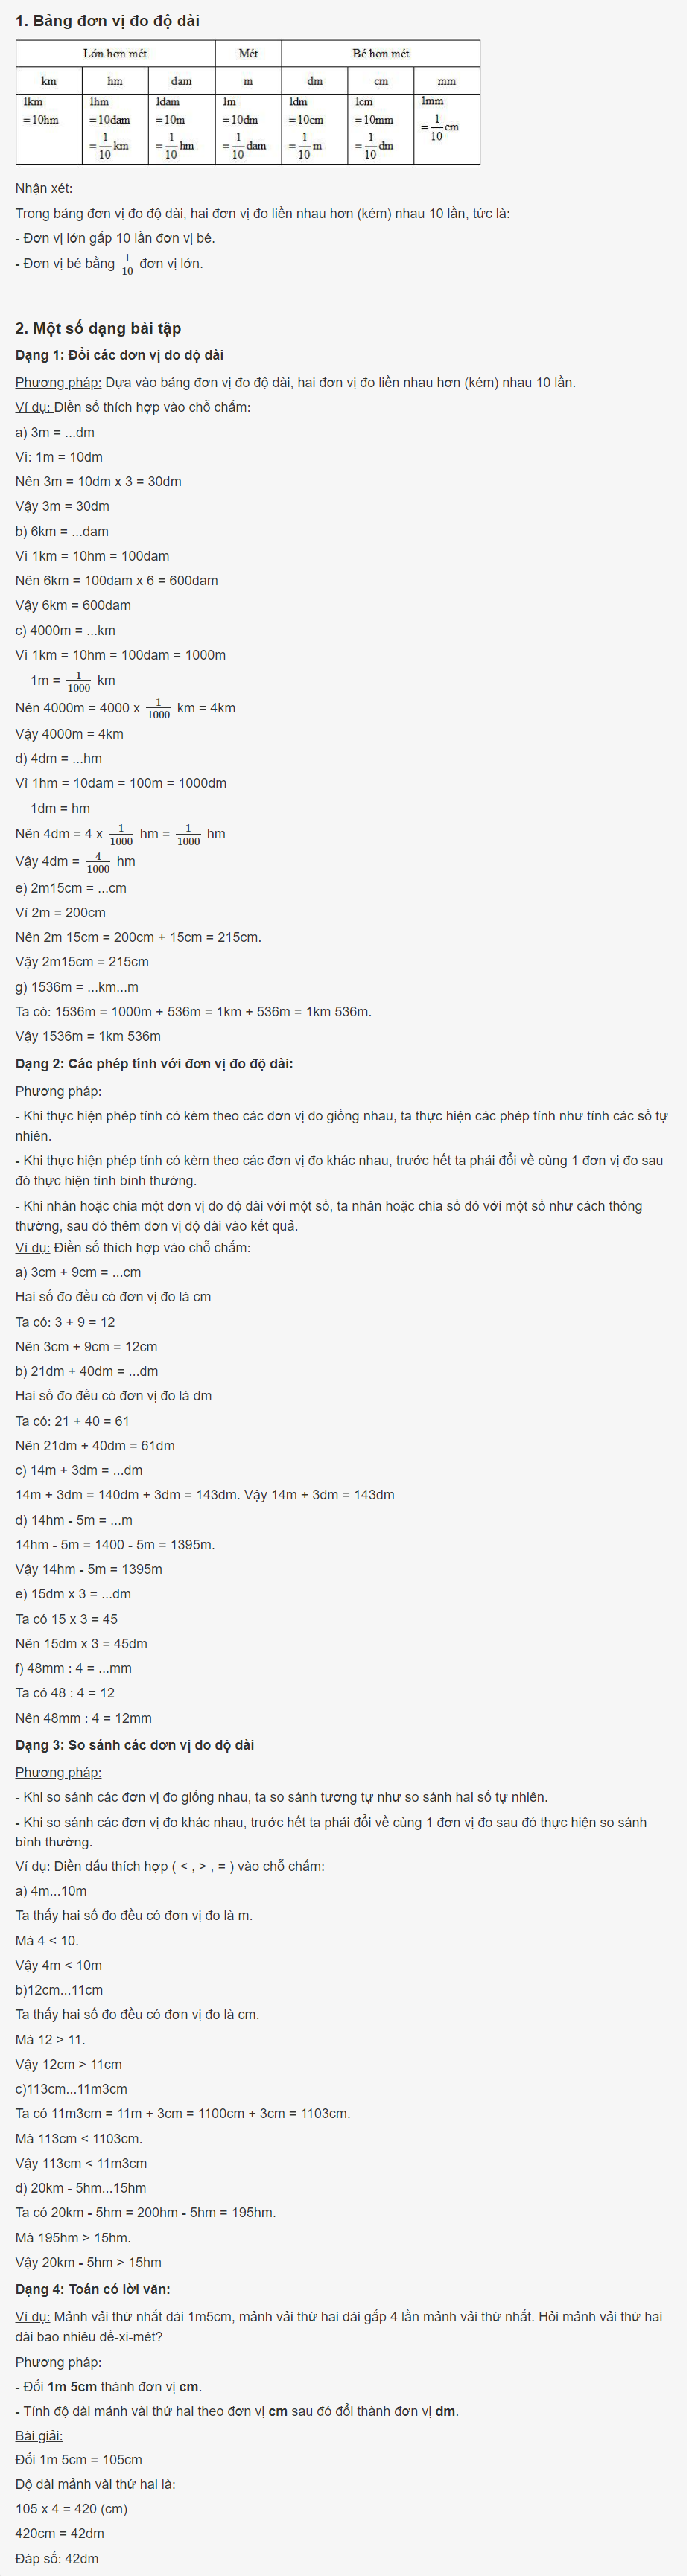 1. Bảng đơn vị đo độ dài
Lớn hơn mét Mét Bé hơn mét
km hm dam m dm cm mm
1km 1hm 1dam 1m 1dm 1cm 1mm
=10hm =10dam =10m =10dm =10cm =10mm =1/10 cm
=1/10 km =1/10 hm =1/10 dam =1/10 m =1/10 dm
Nhận xét:
Trong bảng đơn vị đo độ dài, hai đơn vị đo liền nhau hơn (kém) nhau 10 lần, tức là:
- Đơn vị lớn gấp 10 lần đơn vị bé.
- Đơn vị bé bằng 1/10 đơn vị lớn.
2. Một số dạng bài tập
Dạng 1: Đổi các đơn vị đo độ dài
Phương pháp: Dựa vào bảng đơn vị đo độ dài, hai đơn vị đo liền nhau hơn (kém) nhau 10 lần.
Ví dụ: Điền số thích hợp vào chỗ chấm:
a) 3m = ...dm
Vì: 1m = 10dm
Nên 3m = 10dm x 3 = 30dm
Vậy 3m = 30dm
b) 6km = ...dam
Vì 1km = 10hm = 100dam
Nên 6km = 100dam x 6 = 600dam
Vậy 6km = 600dam
c) 4000m = ...km
Vì 1km = 10hm = 100dam = 1000m
1m = 1/1000 km
Nên 4000m = 4000 x 1/1000 km = 4km
Vậy 4000m = 4km
d) 4dm = ...hm
Vì 1hm = 10dam = 100m = 1000dm
1dm = hm
Nên 4dm = 4 x 1/1000 hm = 1/1000 hm
Vậy 4dm = 4/1000 hm
e) 2m15cm = ...cm
Vì 2m = 200cm
Nên 2m 15cm = 200cm + 15cm = 215cm.
Vậy 2m15cm = 215cm
g) 1536m = ...km...m
Ta có: 1536m = 1000m + 536m = 1km + 536m = 1km 536m.
Vậy 1536m = 1km 536m
Dạng 2: Các phép tính với đơn vị đo độ dài:
Phương pháp:
- Khi thực hiện phép tính có kèm theo các đơn vị đo giống nhau, ta thực hiện các phép tính như tính các số tự
nhiên.
- Khi thực hiện phép tính có kèm theo các đơn vị đo khác nhau, trước hết ta phải đổi về cùng 1 đơn vị đo sau
đó thực hiện tính bình thường.
- Khi nhân hoặc chia một đơn vị đo độ dài với một số, ta nhân hoặc chia số đó với một số như cách thông
thường, sau đó thêm đơn vị độ dài vào kết quả.
Ví dụ: Điền số thích hợp vào chỗ chấm:
a) 3cm + 9cm = ...cm
Hai số đo đều có đơn vị đo là cm
Ta có: 3 + 9 = 12
Nên 3cm + 9cm = 12cm
b) 21dm + 40dm = ...dm
Hai số đo đều có đơn vị đo là dm
Ta có: 21 + 40 = 61
Nên 21dm + 40dm = 61dm
c) 14m + 3dm = ...dm
14m + 3dm = 140dm + 3dm = 143dm. Vậy 14m + 3dm = 143dm
d) 14hm - 5m = ...m
14hm - 5m = 1400 - 5m = 1395m.
Vậy 14hm - 5m = 1395m
e) 15dm x 3 = ...dm
Ta có 15 x 3 = 45
Nên 15dm x 3 = 45dm
f) 48mm : 4 = ...mm
Ta có 48 : 4 = 12
Nên 48mm : 4 = 12mm
Dạng 3: So sánh các đơn vị đo độ dài
Phương pháp:
- Khi so sánh các đơn vị đo giống nhau, ta so sánh tương tự như so sánh hai số tự nhiên.
- Khi so sánh các đơn vị đo khác nhau, trước hết ta phải đổi về cùng 1 đơn vị đo sau đó thực hiện so sánh
bình thường.
Ví dụ: Điền dấu thích hợp ( < , > , = ) vào chỗ chấm:
a) 4m...10m
Ta thấy hai số đo đều có đơn vị đo là m.
Mà 4 < 10.
Vậy 4m < 10m
b)12cm...11cm
Ta thấy hai số đo đều có đơn vị đo là cm.
Mà 12 > 11.
Vậy 12cm > 11cm
c)113cm...11m3cm
Ta có 11m3cm = 11m + 3cm = 1100cm + 3cm = 1103cm.
Mà 113cm < 1103cm.
Vậy 113cm < 11m3cm
d) 20km - 5hm...15hm
Ta có 20km - 5hm = 200hm - 5hm = 195hm.
Mà 195hm > 15hm.
Vậy 20km - 5hm > 15hm
Dạng 4: Toán có lời văn:
Ví dụ: Mảnh vải thứ nhất dài 1m5cm, mảnh vải thứ hai dài gấp 4 lần mảnh vải thứ nhất. Hỏi mảnh vải thứ hai
dài bao nhiêu đề-xi-mét?
Phương pháp:
- Đổi 1m 5cm thành đơn vị cm.
- Tính độ dài mảnh vài thứ hai theo đơn vị cm sau đó đổi thành đơn vị dm.
Bài giải:
Đổi 1m 5cm = 105cm
Độ dài mảnh vài thứ hai là:
105 x 4 = 420 (cm)
420cm = 42dm
Đáp số: 42dm